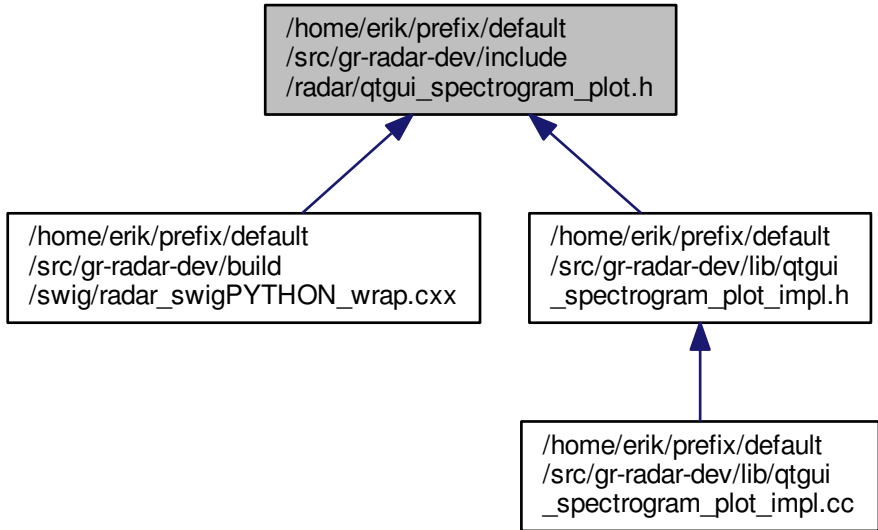 /home/erik/prefix/default
/src/gr-radar-dev/include
/radar/qtgui_spectrogram_plot.h
/home/erik/prefix/default
/src/gr-radar-dev/build
/swig/radar_swigPYTHON_wrap.cxx
/home/erik/prefix/default
/src/gr-radar-dev/lib/qtgui
_spectrogram_plot_impl.h
/home/erik/prefix/default
/src/gr-radar-dev/lib/qtgui
_spectrogram_plot_impl.cc